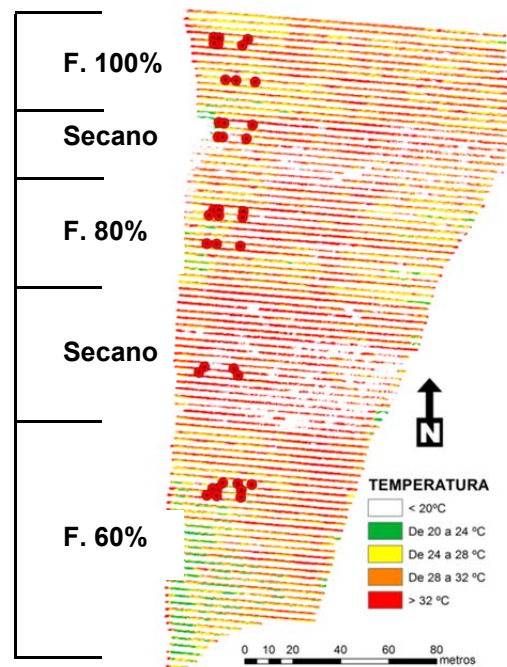 F. 100%
Secano
F. 80%
Secano
N
TEMPERATURA
< 20ºC
De 20 a 24 ºC
De 24 a 28 ºC
De 28 a 32 ºC
> 32 ºC
F. 60%
0 10 20 40 60 80
metros